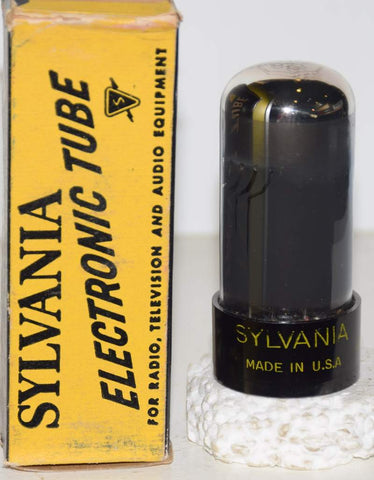 SYLVANIA
ELECTRONIC TUBE
S
FOR RADIO, TELEVISION AND AUDIO EQUIPMENT
SYLVANIA
MADE IN U.S.A